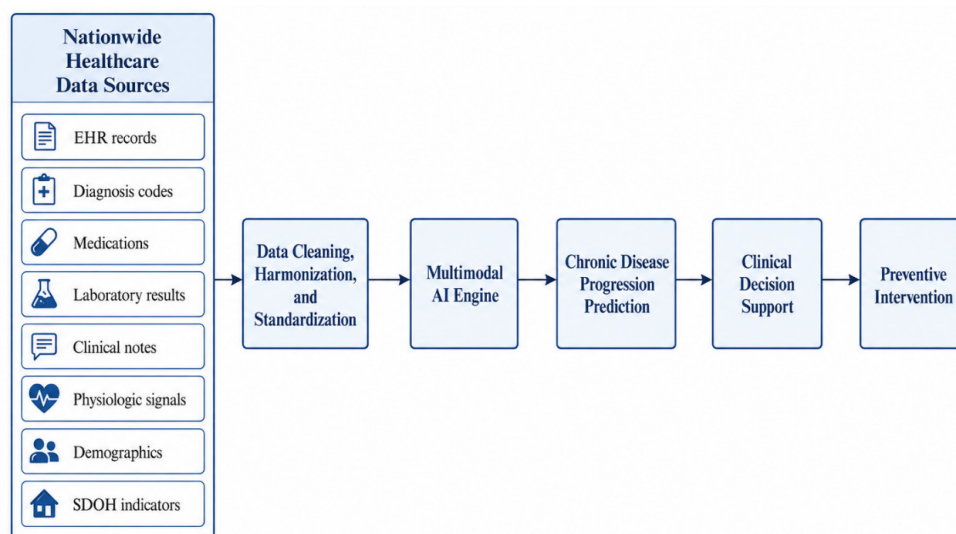 Nationwide
Healthcare
Data Sources
EHR records
Diagnosis codes
Medications
Laboratory results
Clinical notes
Physiologic signals
Demographics
SDOH indicators
Data Cleaning,
Harmonization,
and
Standardization
Multimodal
AI Engine
Chronic Disease
Progression
Prediction
Clinical
Decision
Support
Preventive
Intervention